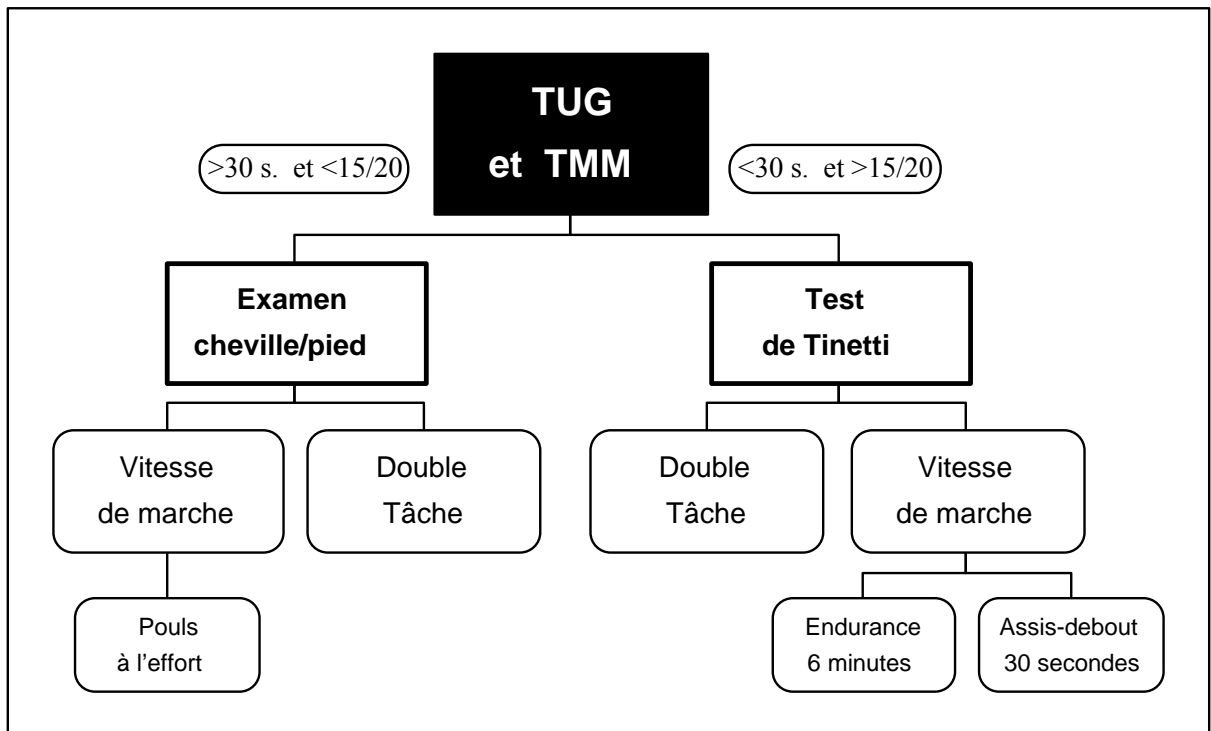 TUG
et TMM
>30 s. et <15/20
<30 s. et >15/20
Examen
cheville/pied
Test
de Tinetti
Vitesse
de marche
Double
Tâche
Double
Tâche
Vitesse
de marche
Pouls
à l'effort
Endurance
6 minutes
Assis-debout
30 secondes